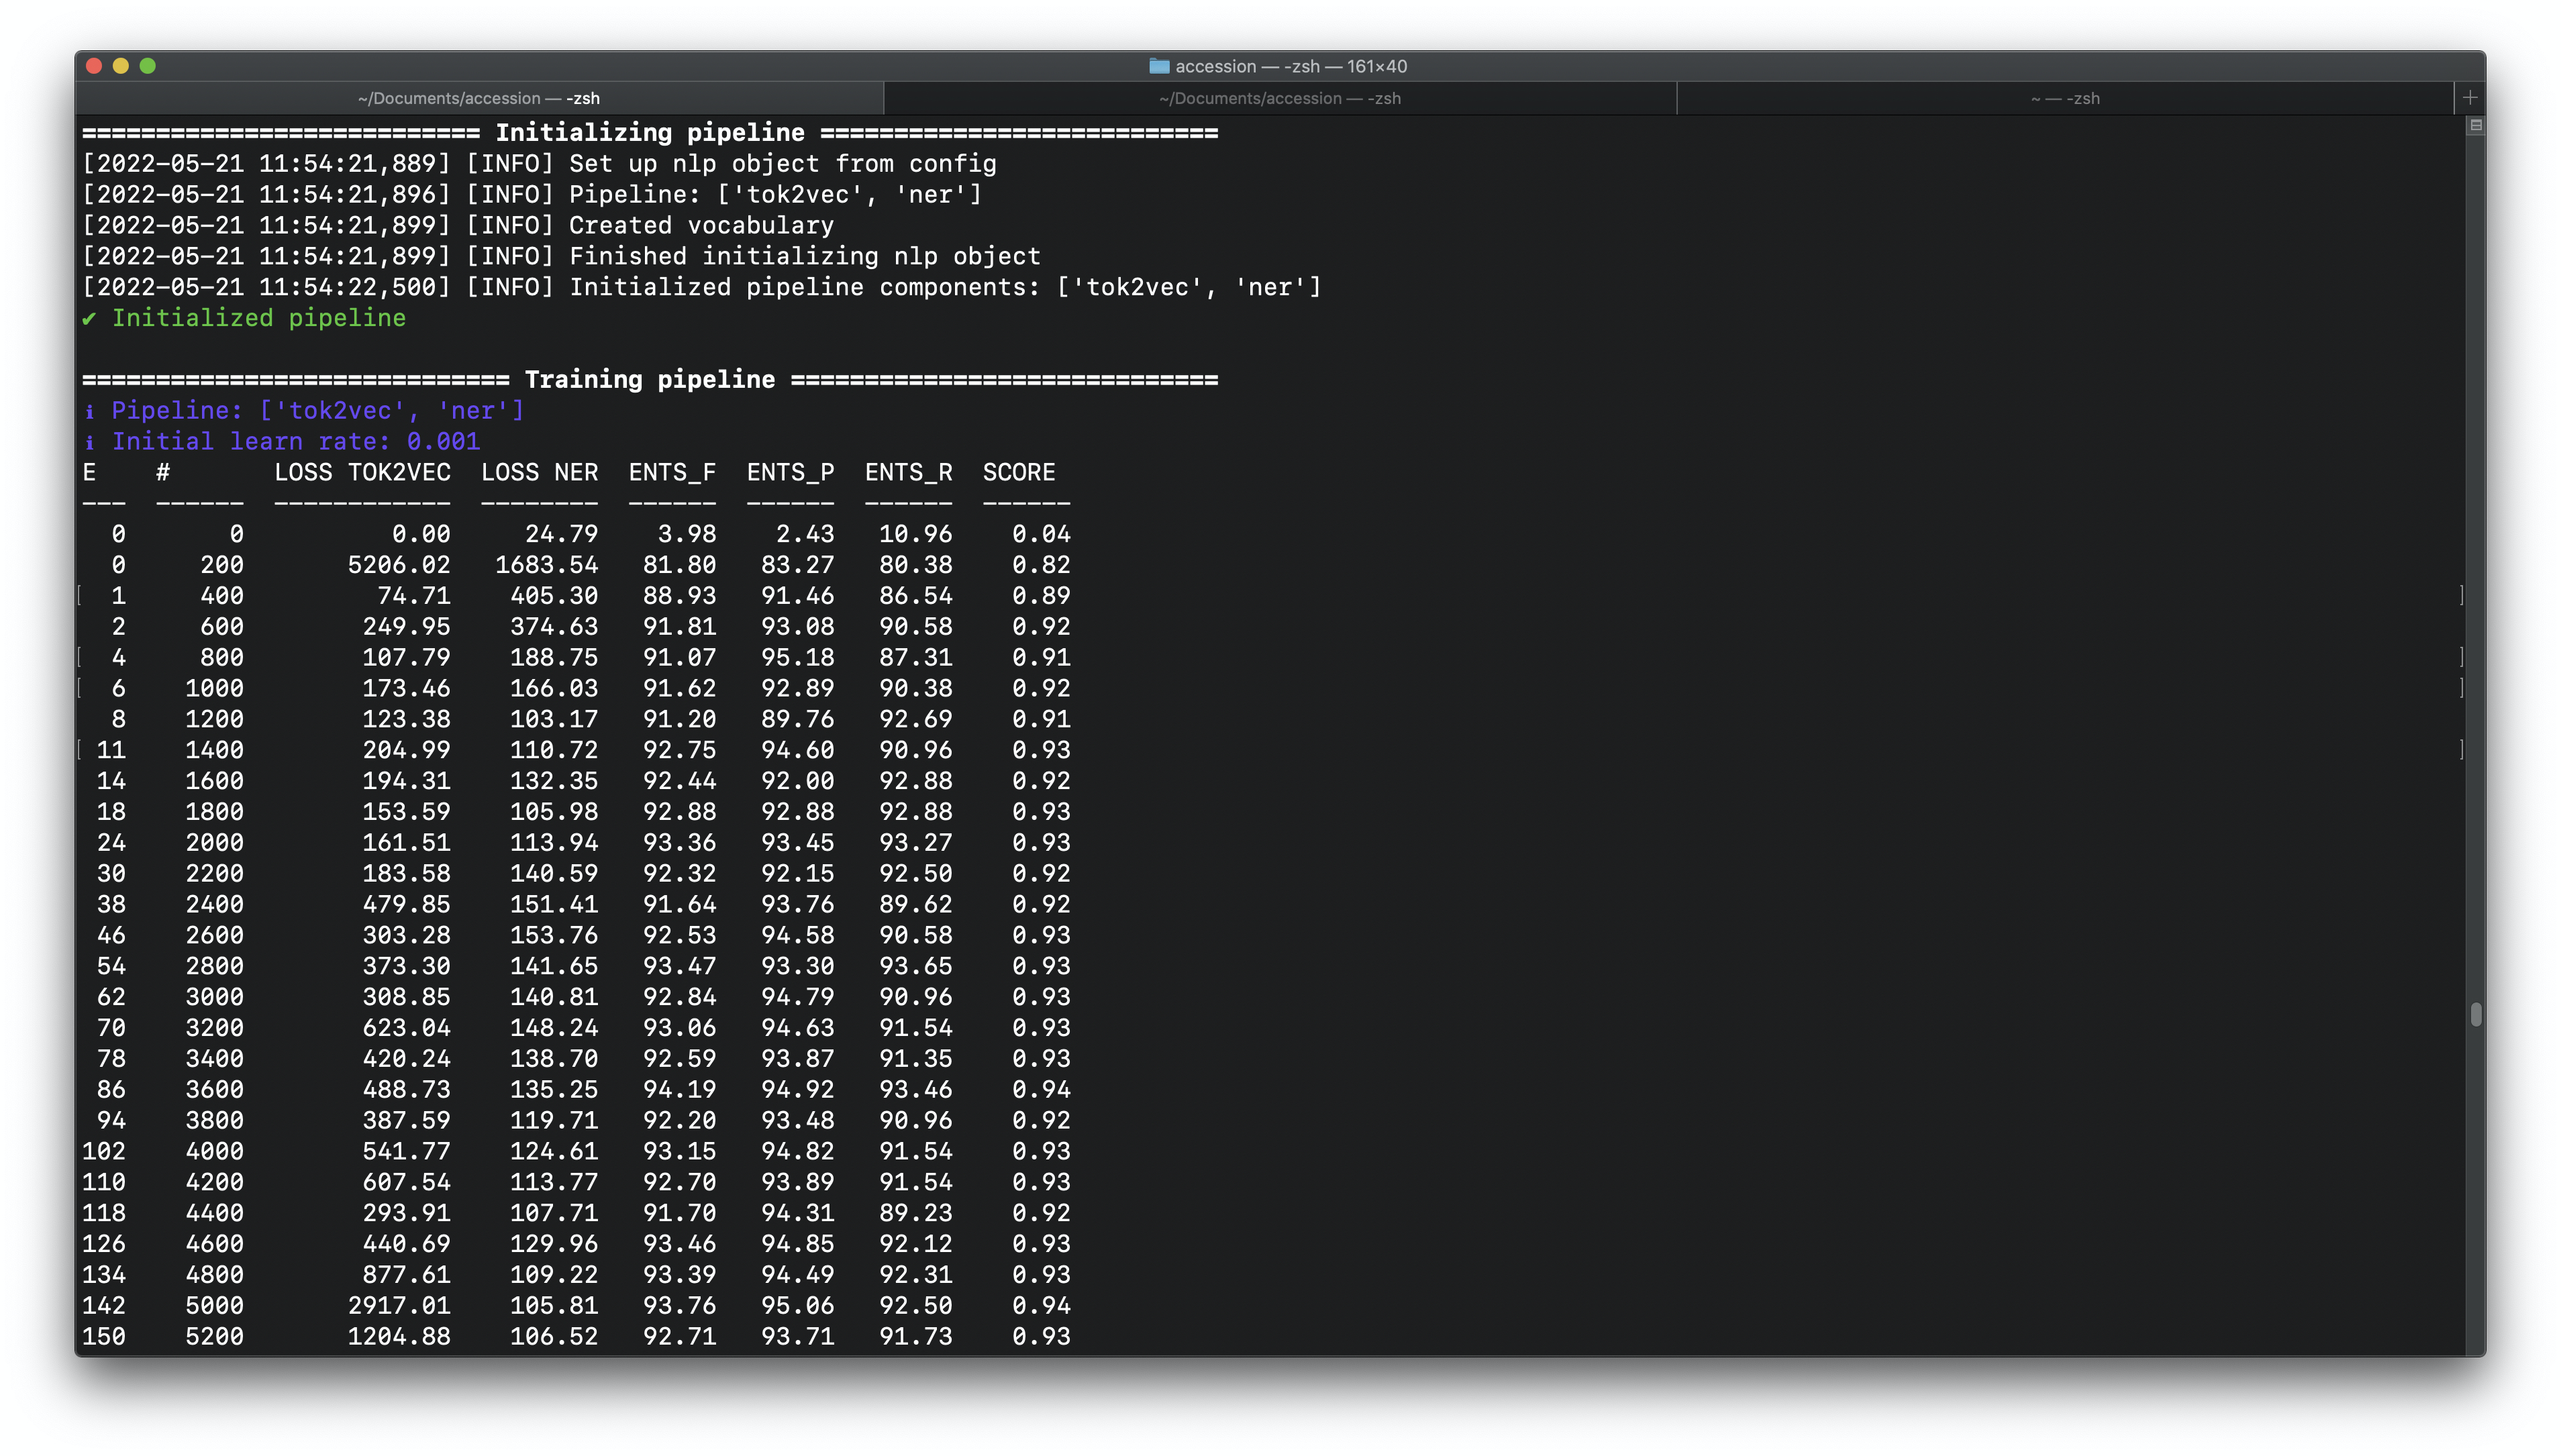 accession — -zsh — 161×40
~/Documents/accession — -zsh
~/Documents/accession — -zsh
~ — -zsh
=========================== Initializing pipeline ===========================
[2022-05-21 11:54:21,889] [INFO] Set up nlp object from config
[2022-05-21 11:54:21,896] [INFO] Pipeline: ['tok2vec', 'ner']
[2022-05-21 11:54:21,899] [INFO] Created vocabulary
[2022-05-21 11:54:21,899] [INFO] Finished initializing nlp object
[2022-05-21 11:54:22,500] [INFO] Initialized pipeline components: ['tok2vec', 'ner']
✔ Initialized pipeline
============================= Training pipeline =============================
ℹ Pipeline: ['tok2vec', 'ner']
ℹ Initial learn rate: 0.001
E    #       LOSS TOK2VEC  LOSS NER  ENTS_F  ENTS_P  ENTS_R  SCORE
---  ------  ------------  --------  ------  ------  ------  ------
  0       0          0.00     24.79    3.98    2.43   10.96    0.04
  0     200       5206.02   1683.54   81.80   83.27   80.38    0.82
  1     400         74.71    405.30   88.93   91.46   86.54    0.89
  2     600        249.95    374.63   91.81   93.08   90.58    0.92
  4     800        107.79    188.75   91.07   95.18   87.31    0.91
  6    1000        173.46    166.03   91.62   92.89   90.38    0.92
  8    1200        123.38    103.17   91.20   89.76   92.69    0.91
 11    1400        204.99    110.72   92.75   94.60   90.96    0.93
 14    1600        194.31    132.35   92.44   92.00   92.88    0.92
 18    1800        153.59    105.98   92.88   92.88   92.88    0.93
 24    2000        161.51    113.94   93.36   93.45   93.27    0.93
 30    2200        183.58    140.59   92.32   92.15   92.50    0.92
 38    2400        479.85    151.41   91.64   93.76   89.62    0.92
 46    2600        303.28    153.76   92.53   94.58   90.58    0.93
 54    2800        373.30    141.65   93.47   93.30   93.65    0.93
 62    3000        308.85    140.81   92.84   94.79   90.96    0.93
 70    3200        623.04    148.24   93.06   94.63   91.54    0.93
 78    3400        420.24    138.70   92.59   93.87   91.35    0.93
 86    3600        488.73    135.25   94.19   94.92   93.46    0.94
 94    3800        387.59    119.71   92.20   93.48   90.96    0.92
102    4000        541.77    124.61   93.15   94.82   91.54    0.93
110    4200        607.54    113.77   92.70   93.89   91.54    0.93
118    4400        293.91    107.71   91.70   94.31   89.23    0.92
126    4600        440.69    129.96   93.46   94.85   92.12    0.93
134    4800        877.61    109.22   93.39   94.49   92.31    0.93
142    5000       2917.01    105.81   93.76   95.06   92.50    0.94
150    5200       1204.88    106.52   92.71   93.71   91.73    0.93